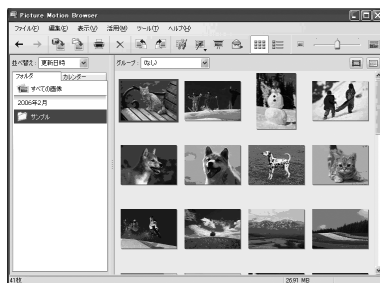 Picture Motion Browser
ファイル(F) 編集(E) 表示(V) 活用(W) ツール(T) ヘルプ(H)
並べ替え: 更新日時
グループ: (なし)
フォルダ カレンダー
すべての画像
2006年2月
サンプル
41枚
26.91 MB